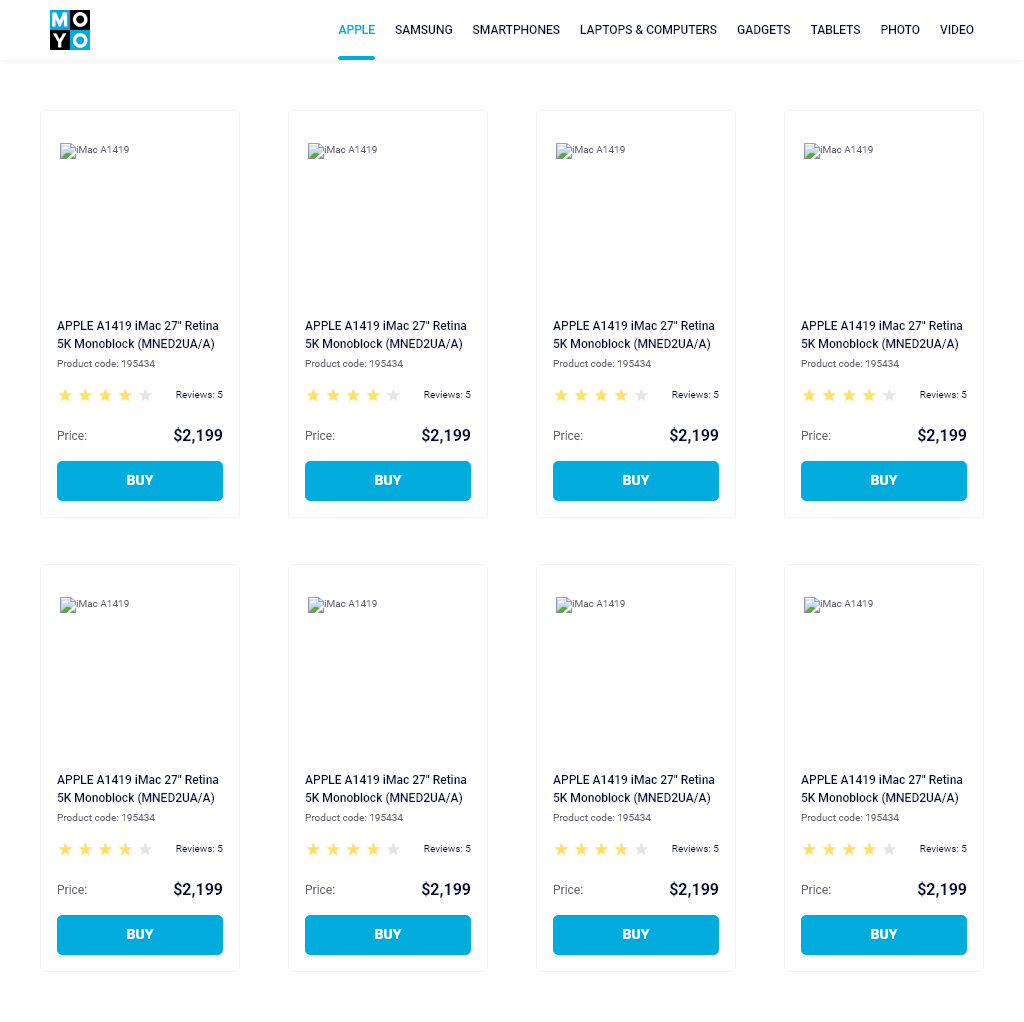 MO
YO
APPLE SAMSUNG SMARTPHONES LAPTOPS & COMPUTERS GADGETS TABLETS PHOTO VIDEO
iMac A1419 iMac A1419 iMac A1419 iMac A1419
APPLE A1419 iMac 27" Retina APPLE A1419 iMac 27" Retina APPLE A1419 iMac 27" Retina APPLE A1419 iMac 27" Retina
5K Monoblock (MNED2UA/A) 5K Monoblock (MNED2UA/A) 5K Monoblock (MNED2UA/A) 5K Monoblock (MNED2UA/A)
Product code: 195434 Product code: 195434 Product code: 195434 Product code: 195434
Reviews: 5 Reviews: 5 Reviews: 5 Reviews: 5
Price: $2,199 Price: $2,199 Price: $2,199 Price: $2,199
BUY BUY BUY BUY
iMac A1419 iMac A1419 iMac A1419 iMac A1419
APPLE A1419 iMac 27" Retina APPLE A1419 iMac 27" Retina APPLE A1419 iMac 27" Retina APPLE A1419 iMac 27" Retina
5K Monoblock (MNED2UA/A) 5K Monoblock (MNED2UA/A) 5K Monoblock (MNED2UA/A) 5K Monoblock (MNED2UA/A)
Product code: 195434 Product code: 195434 Product code: 195434 Product code: 195434
Reviews: 5 Reviews: 5 Reviews: 5 Reviews: 5
Price: $2,199 Price: $2,199 Price: $2,199 Price: $2,199
BUY BUY BUY BUY